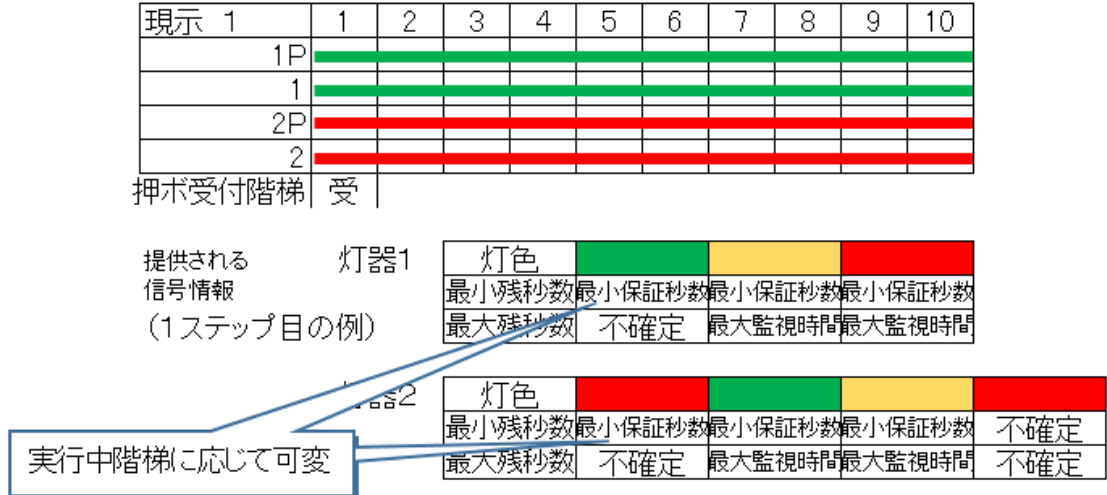 現示 1 1 2 3 4 5 6 7 8 9 10
1P
1
2P
2
押ボ受付階梯 受
提供される 灯器1 灯色
信号情報 最小残秒数 最小保証秒数 最小保証秒数 最小保証秒数
(1ステップ目の例) 最大残秒数 不確定 最大監視時間 最大監視時間
器2 灯色
最小残秒数 最小保証秒数 最小保証秒数 最小保証秒数 不確定
最大残秒数 不確定 最大監視時間 最大監視時間 不確定
実行中階梯に応じて可変